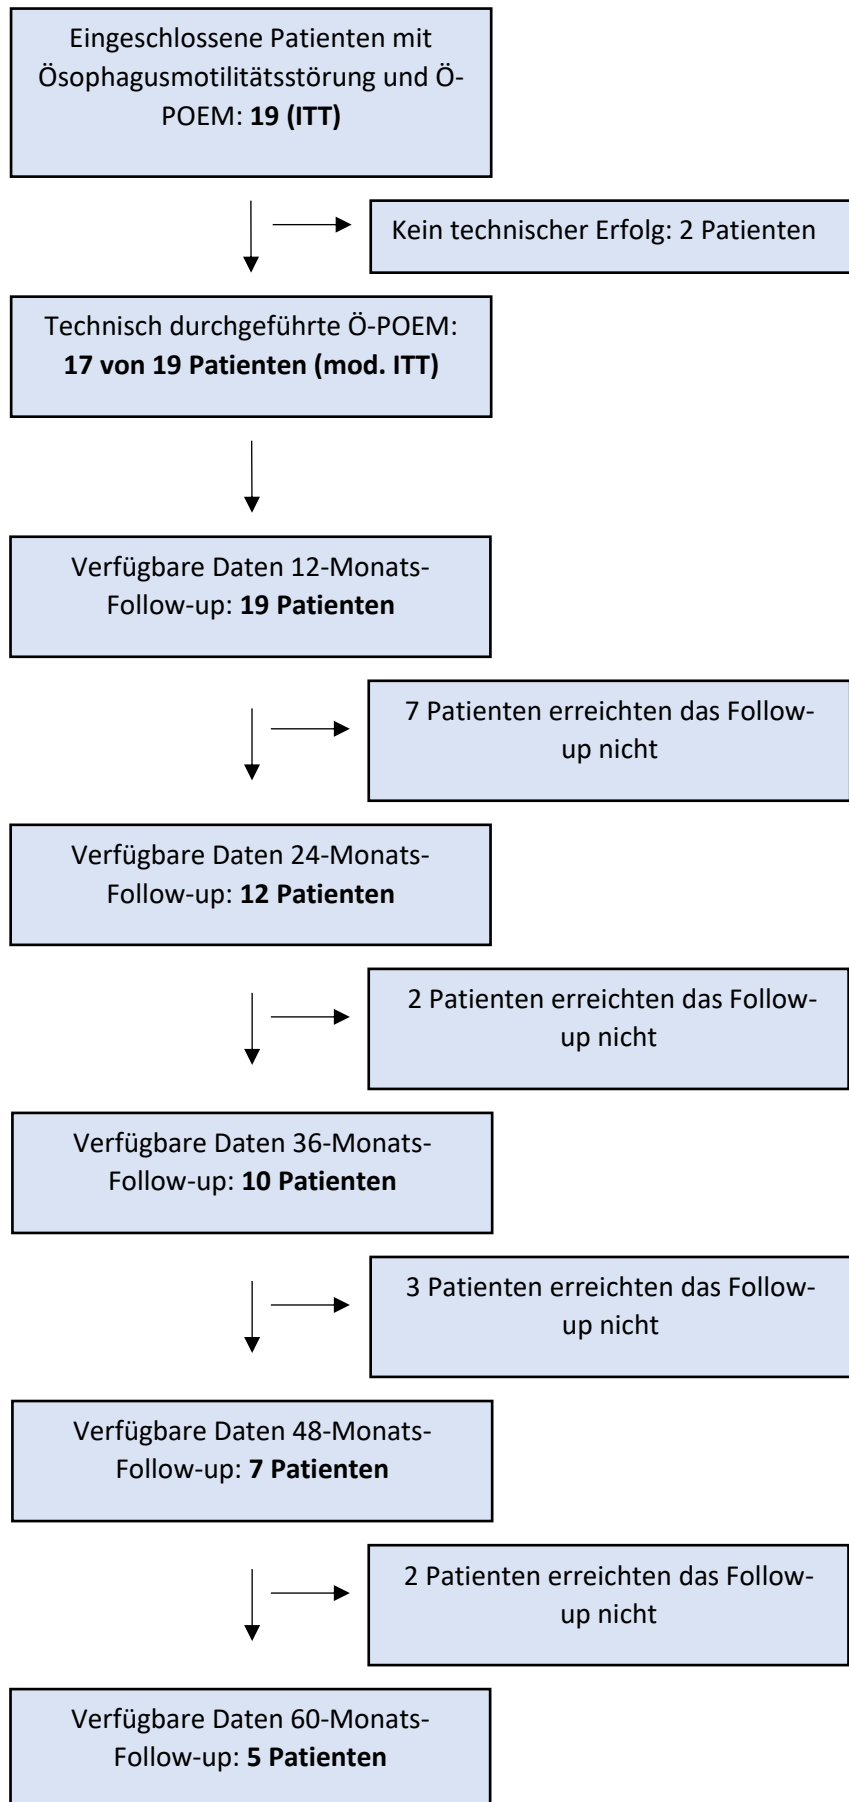 Eingeschlossene Patienten mit
Ösophagusmotilitätsstörung und Ö-
POEM: 19 (ITT)
Kein technischer Erfolg: 2 Patienten
Technisch durchgeführte Ö-POEM:
17 von 19 Patienten (mod. ITT)
Verfügbare Daten 12-Monats-
Follow-up: 19 Patienten
7 Patienten erreichten das Follow-
up nicht
Verfügbare Daten 24-Monats-
Follow-up: 12 Patienten
2 Patienten erreichten das Follow-
up nicht
Verfügbare Daten 36-Monats-
Follow-up: 10 Patienten
3 Patienten erreichten das Follow-
up nicht
Verfügbare Daten 48-Monats-
Follow-up: 7 Patienten
2 Patienten erreichten das Follow-
up nicht
Verfügbare Daten 60-Monats-
Follow-up: 5 Patienten